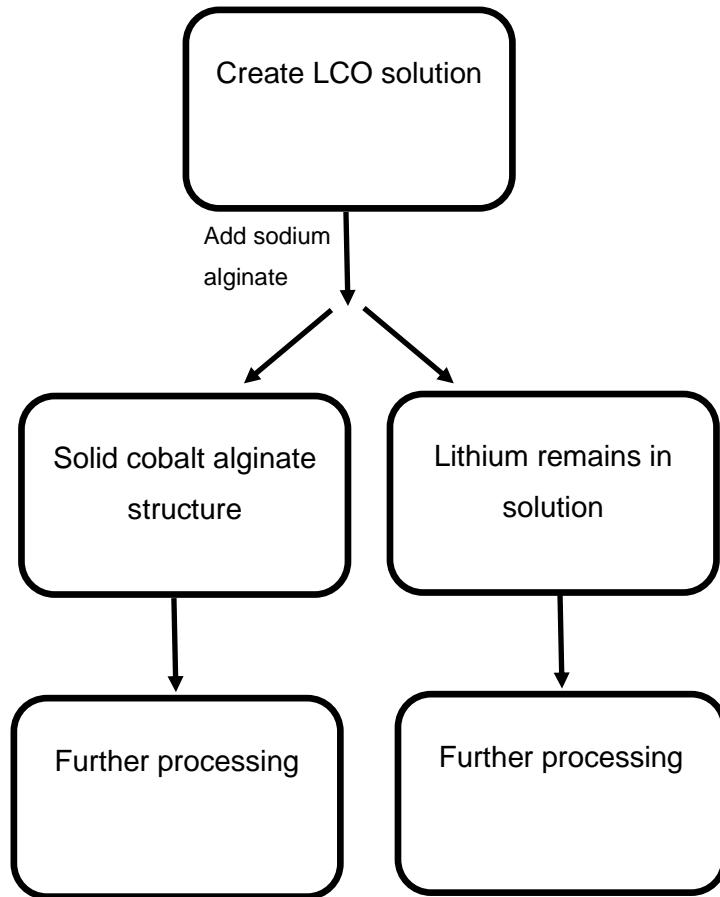 Create LCO solution
Add sodium
alginate
Solid cobalt alginate
structure
Lithium remains in
solution
Further processing
Further processing